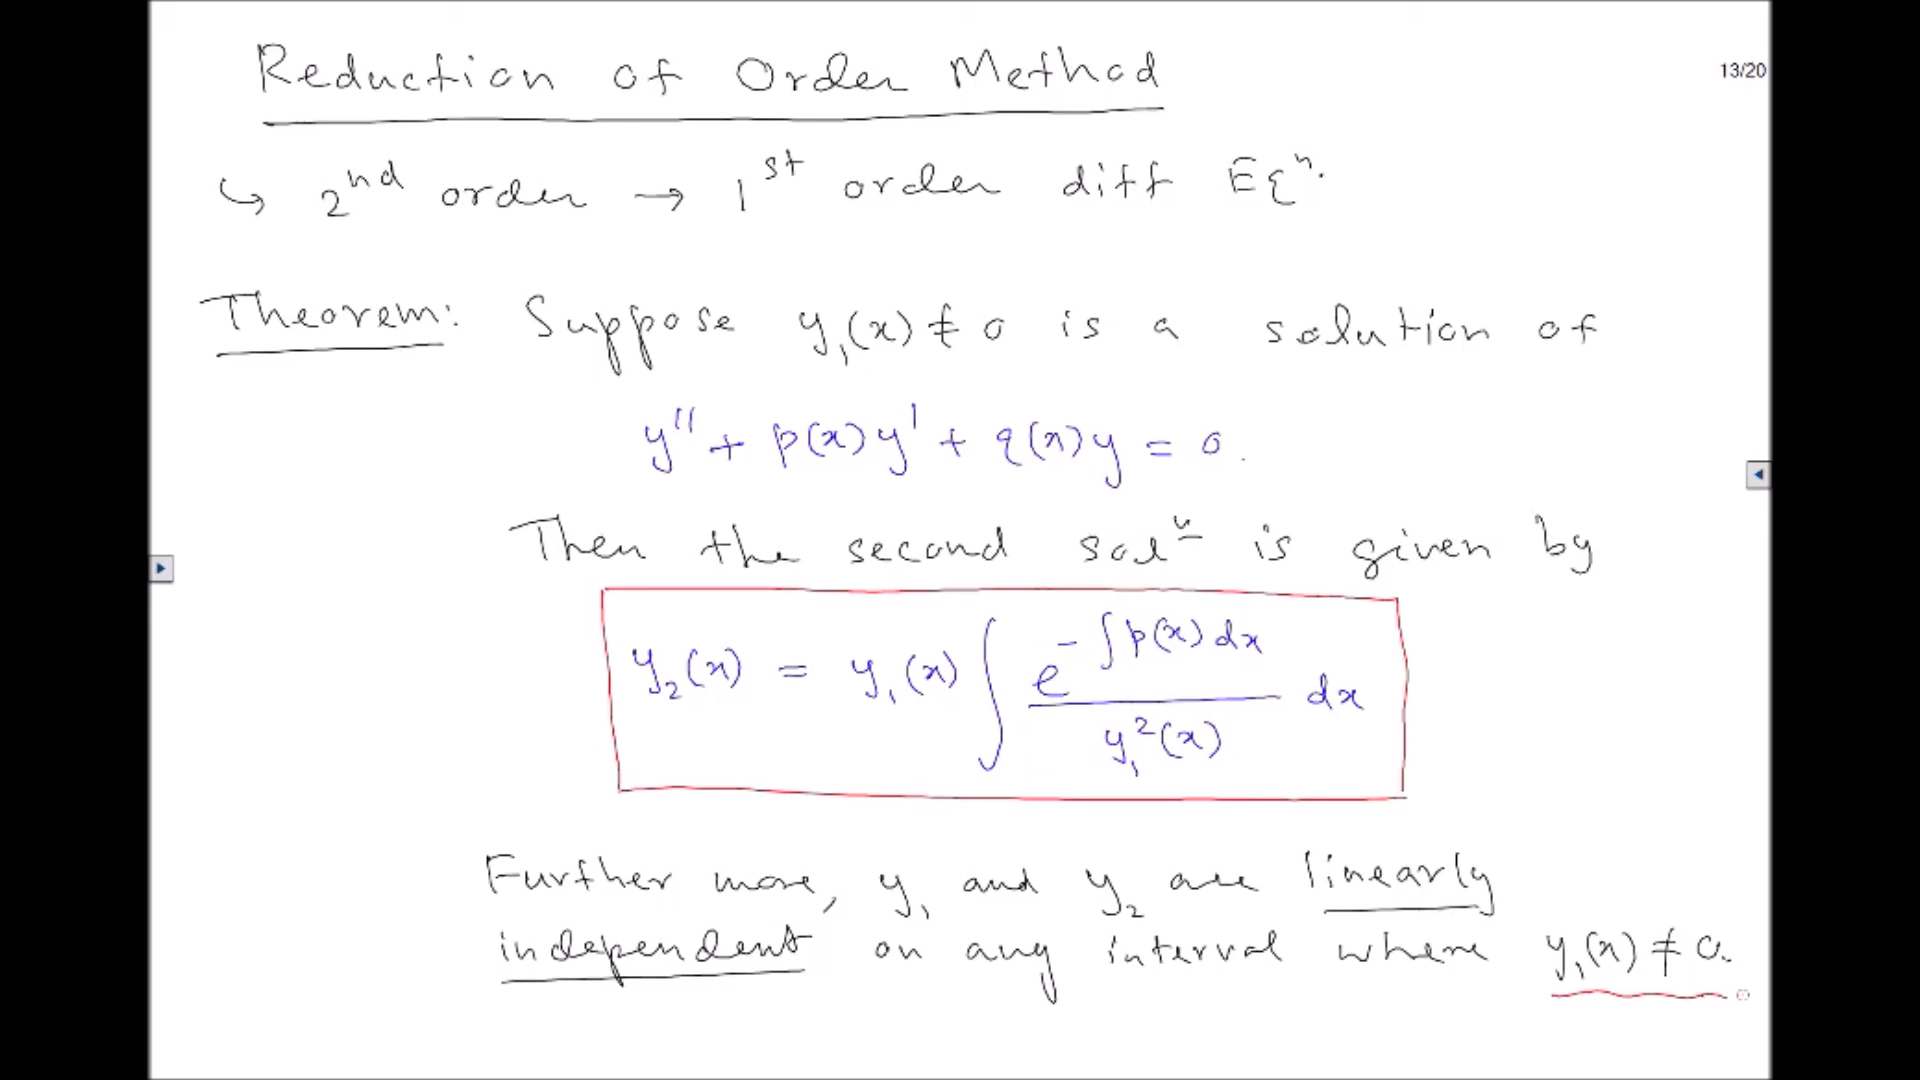 Reduction of Order Method
13/20
↳ 2nd order → 1st order diff Eqn.
Theorem: Suppose y₁(x) ≠ 0 is a solution of
y'' + p(x)y' + q(x)y = 0.
Then the second soln is given by
y₂(x) = y₁(x) ∫ e^(-∫p(x)dx) / y₁²(x) dx
Further more, y₁ and y₂ are linearly
independent on any interval where y₁(x) ≠ 0.